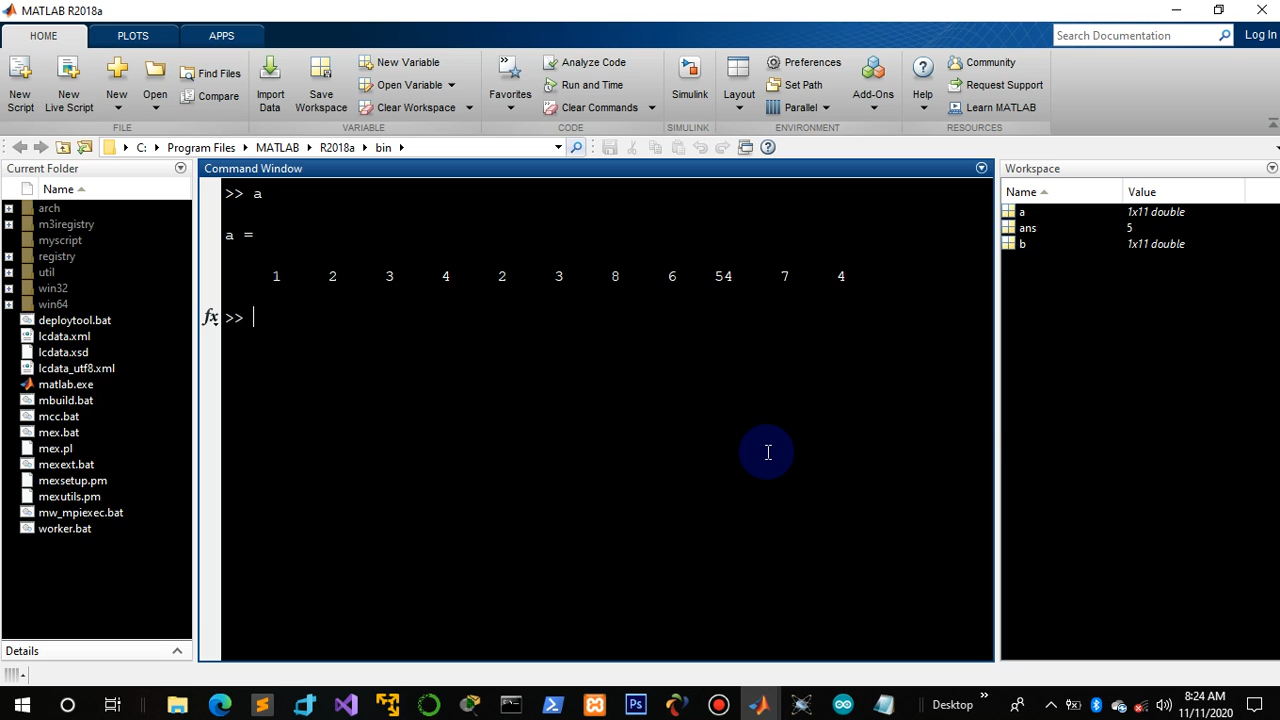 MATLAB R2018a
HOME PLOTS APPS
Search Documentation
Log In
New Script
New Live Script
New
Open
Find Files
Compare
FILE
Import Data
Save Workspace
New Variable
Open Variable
Clear Workspace
VARIABLE
Favorites
Analyze Code
Run and Time
Clear Commands
CODE
Simulink
SIMULINK
Layout
Preferences
Set Path
Parallel
ENVIRONMENT
Add-Ons
Help
Community
Request Support
Learn MATLAB
RESOURCES
C: Program Files MATLAB R2018a bin
Current Folder
Name
arch
m3iregistry
myscript
registry
util
win32
win64
deploytool.bat
lcdata.xml
lcdata.xsd
lcdata_utf8.xml
matlab.exe
mbuild.bat
mcc.bat
mex.bat
mex.pl
mexext.bat
mexsetup.pm
mexutils.pm
mw_mpiexec.bat
worker.bat
Details
Command Window
>> a
a =
1 2 3 4 2 3 8 6 54 7 4
fx >>
Workspace
Name Value
a 1x11 double
ans 5
b 1x11 double
Desktop
8:24 AM
11/11/2020